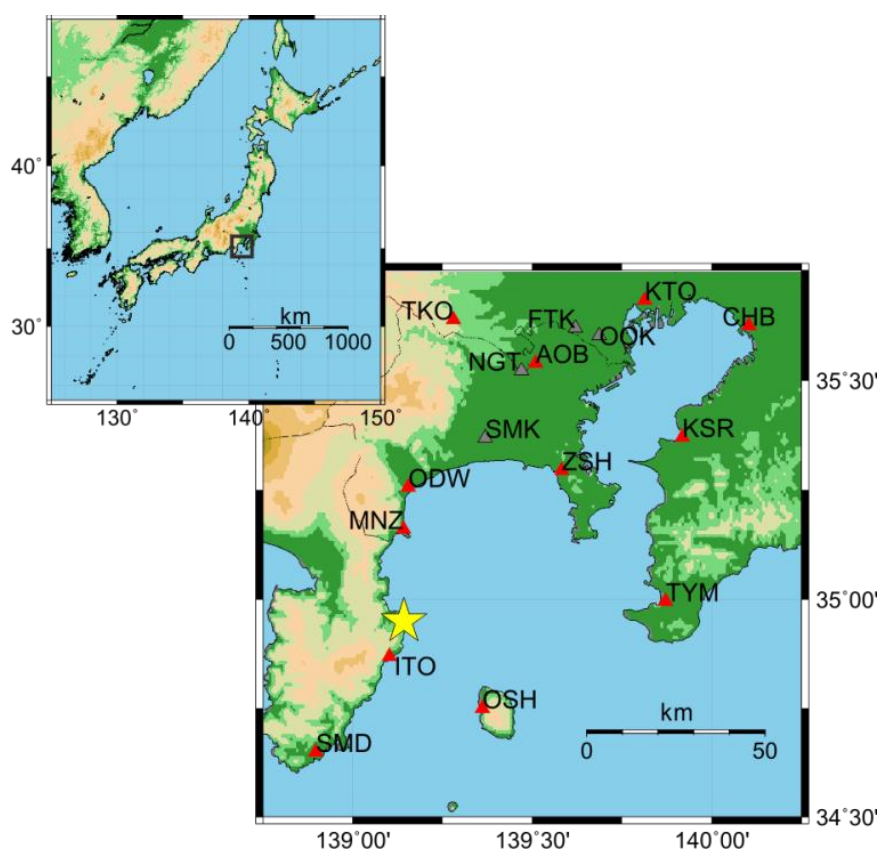 40°
30°
km
0 500 1000
130° 140° 150°
KTO
TKO
FTK
CHB
OOK
NGT
AOB
35°30'
SMK
KSR
ZSH
ODW
MNZ
TYM
35°00'
ITO
OSH
km
SMD
0 50
34°30'
139°00' 139°30' 140°00'